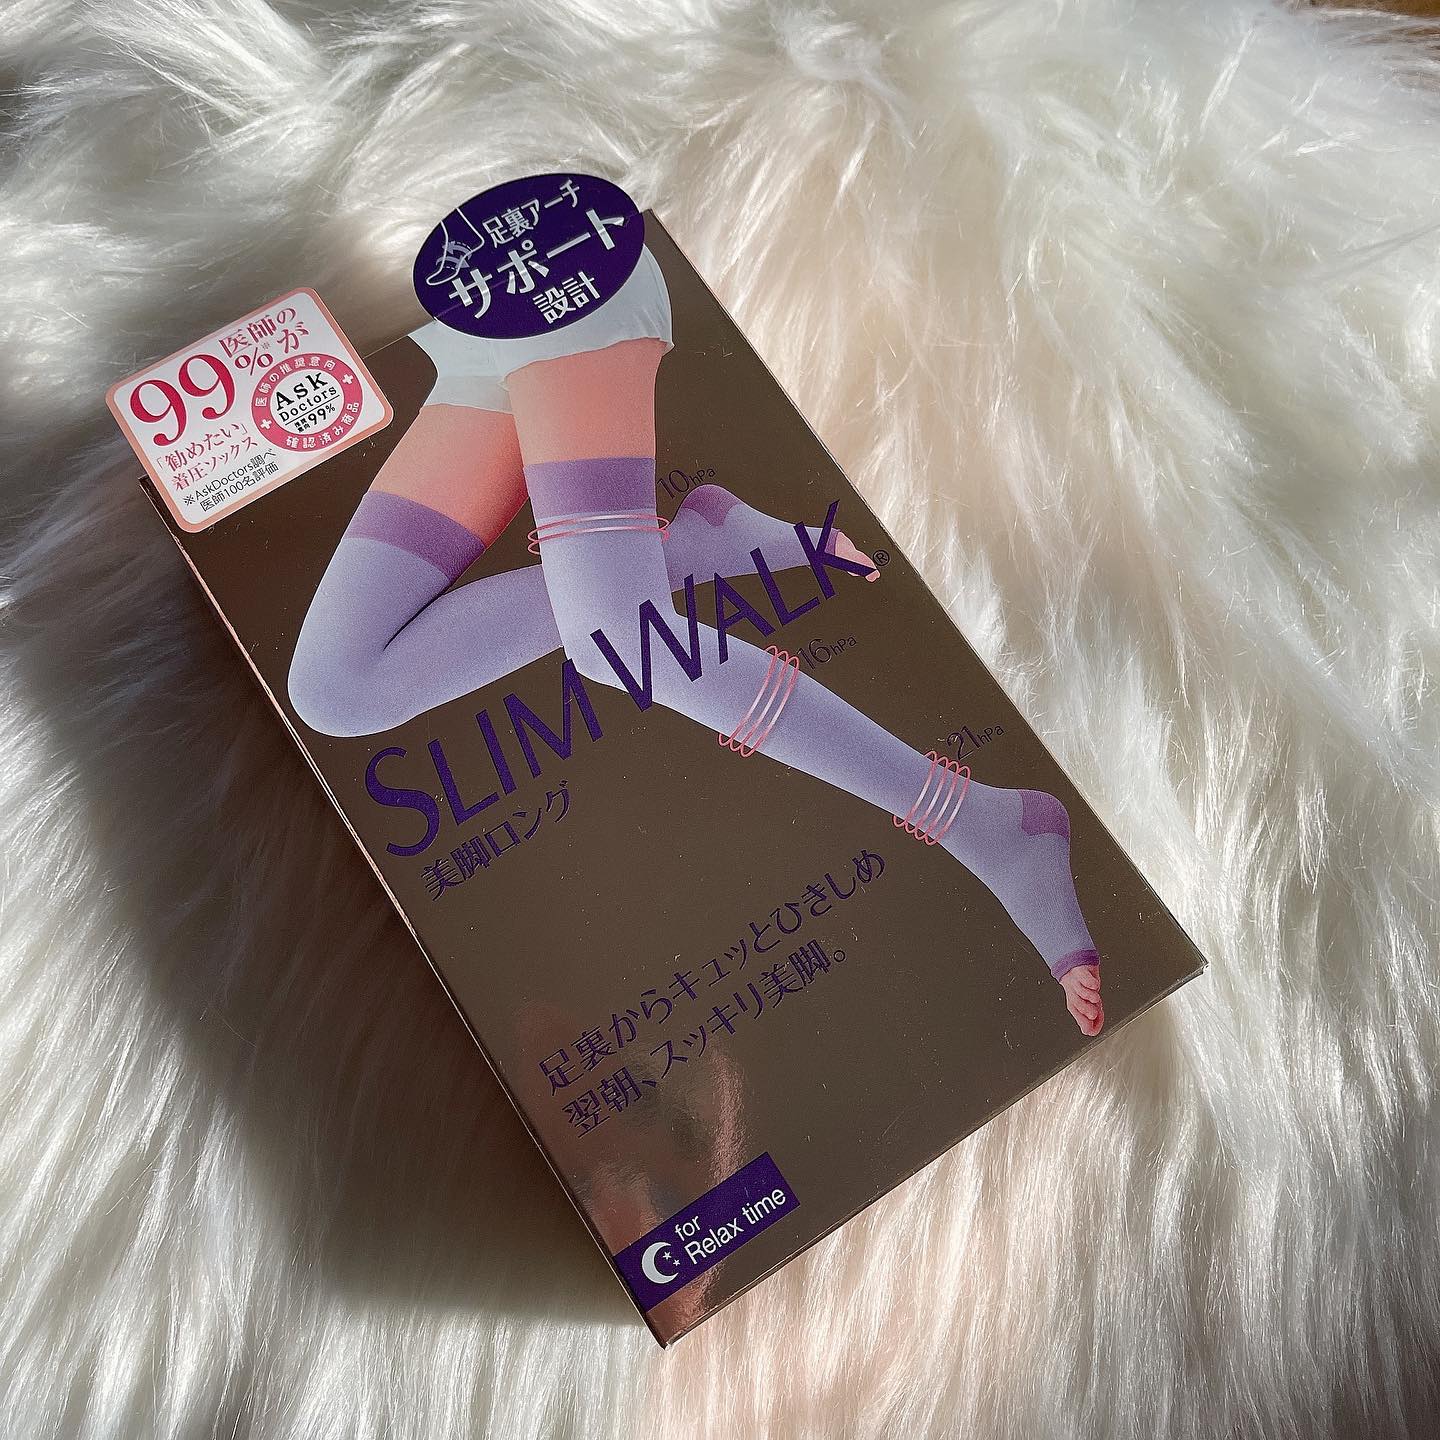 足裏アーチ
サポート
設計
医師の
99%※が
「勧めたい」
着圧ソックス
※AskDoctors調べ
医師100名評価
医師の推奨意向
Ask
Doctors
99%
確認済み商品
10hPa
SLIM WALK®
16hPa
21hPa
美脚ロング
足裏からキュッとひきしめ
翌朝、スッキリ美脚。
for
Relax time